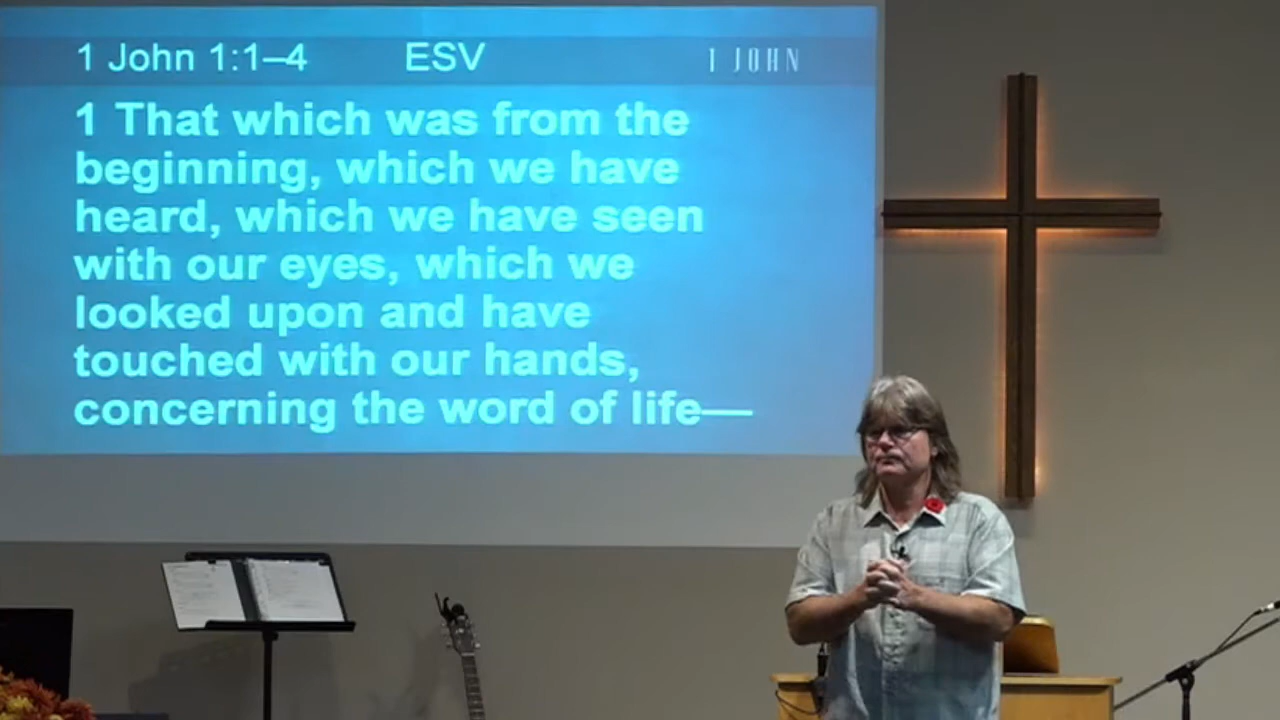 1 John 1:1–4 ESV 1 JOHN
1 That which was from the
beginning, which we have
heard, which we have seen
with our eyes, which we
looked upon and have
touched with our hands,
concerning the word of life—